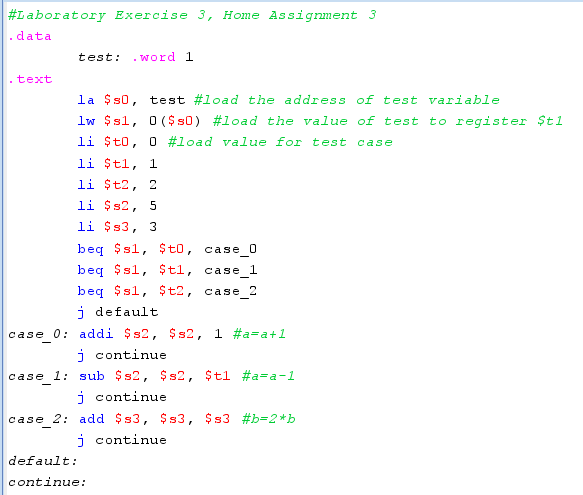 #Laboratory Exercise 3, Home Assignment 3
.data
test: .word 1
.text
la $s0, test #load the address of test variable
lw $s1, 0($s0) #load the value of test to register $t1
li $t0, 0 #load value for test case
li $t1, 1
li $t2, 2
li $s2, 5
li $s3, 3
beq $s1, $t0, case_0
beq $s1, $t1, case_1
beq $s1, $t2, case_2
j default
case_0: addi $s2, $s2, 1 #a=a+1
j continue
case_1: sub $s2, $s2, $t1 #a=a-1
j continue
case_2: add $s3, $s3, $s3 #b=2*b
j continue
default:
continue: